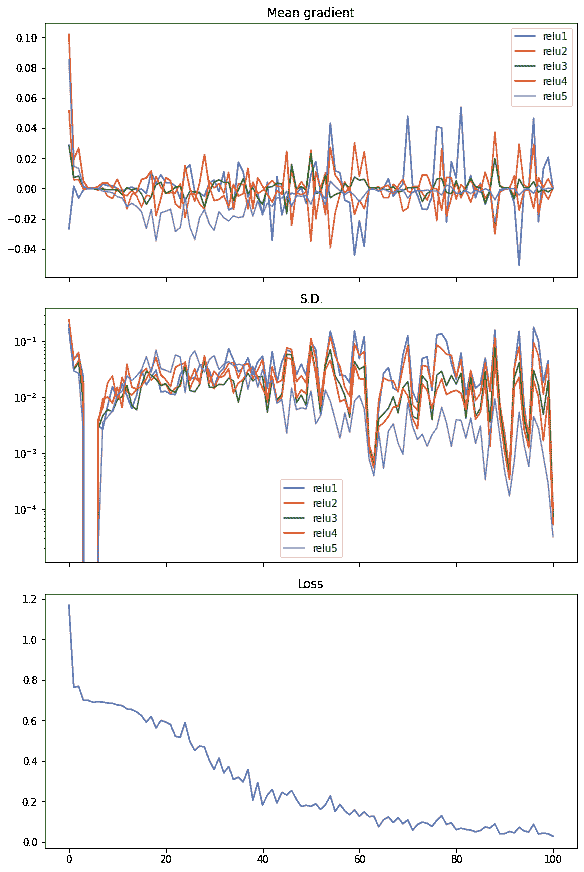 Mean gradient
0.10
0.08
0.06
0.04
0.02
0.00
−0.02
−0.04
relu1
relu2
relu3
relu4
relu5
S.D.
10⁻¹
10⁻²
10⁻³
10⁻⁴
relu1
relu2
relu3
relu4
relu5
Loss
1.2
1.0
0.8
0.6
0.4
0.2
0.0
0 20 40 60 80 100